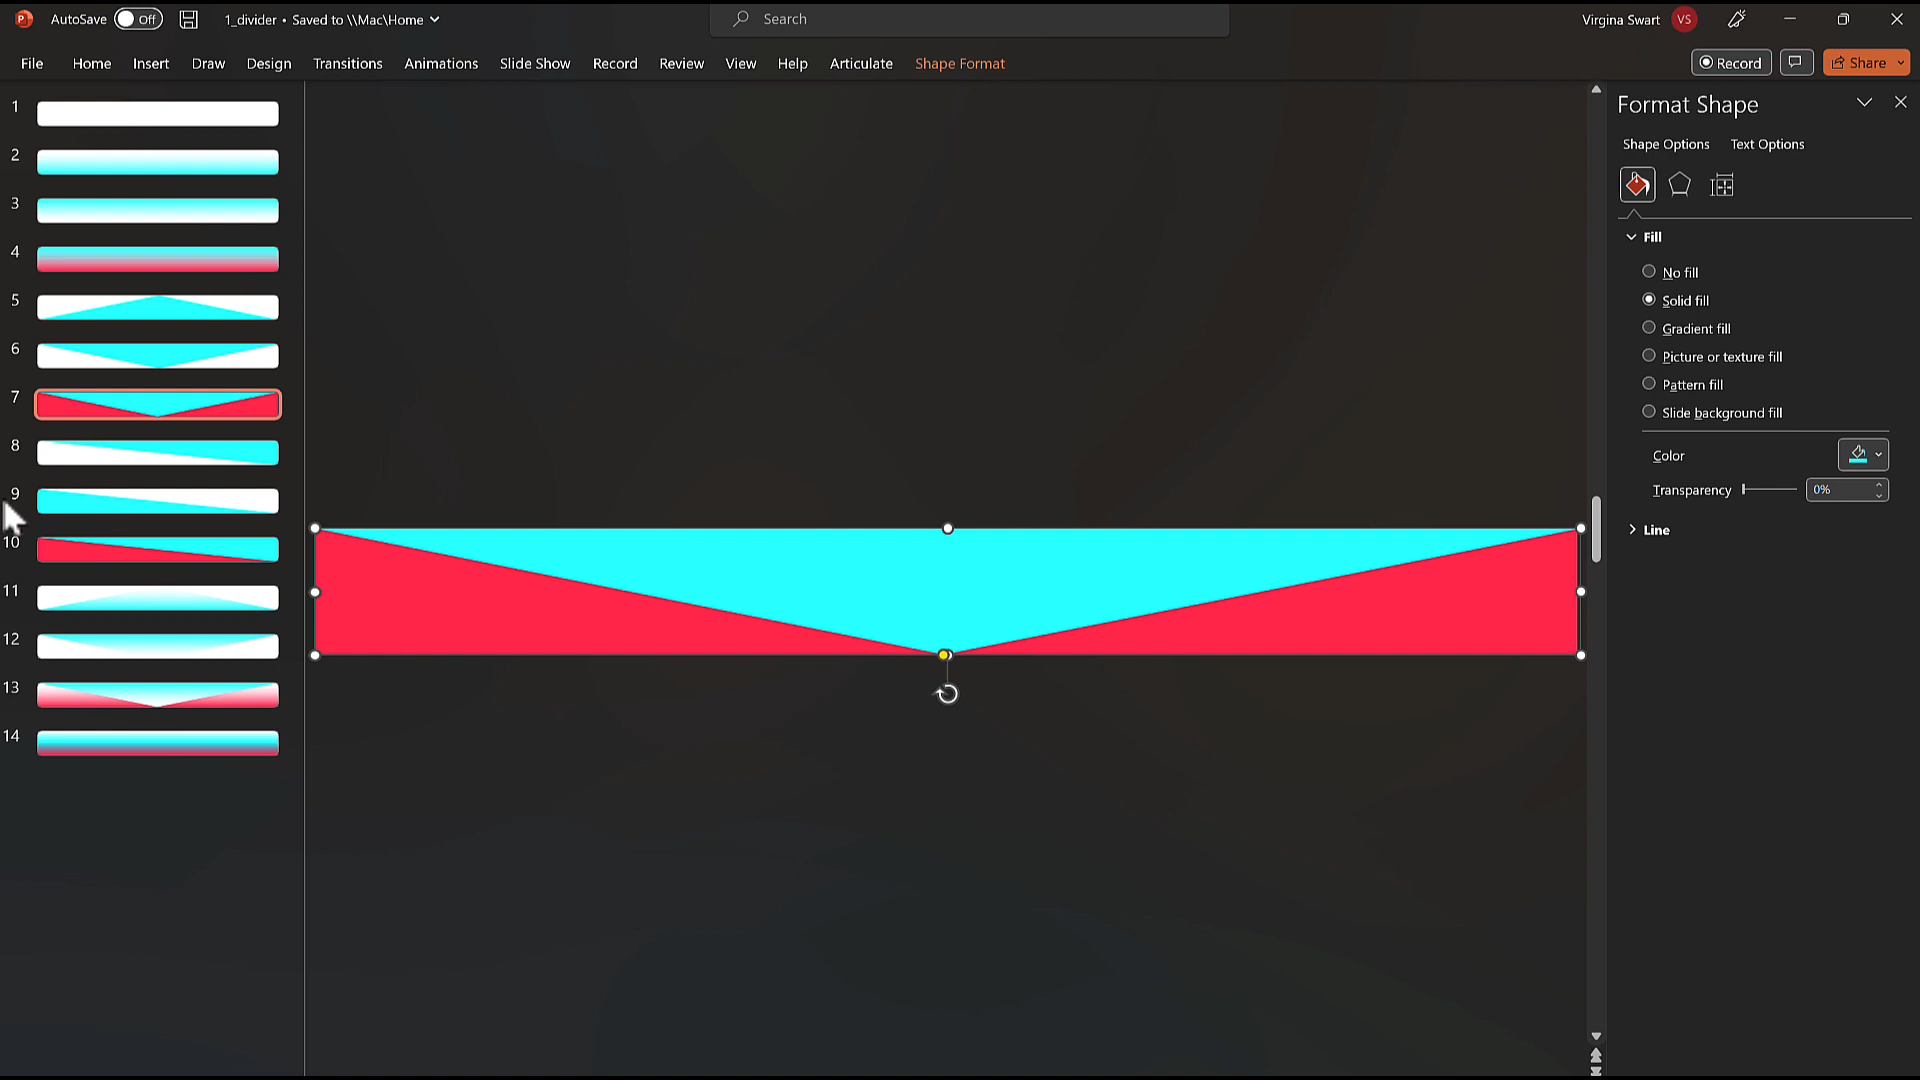 AutoSave Off 1_divider • Saved to \\Mac\Home Search Virgina Swart VS
File Home Insert Draw Design Transitions Animations Slide Show Record Review View Help Articulate Shape Format Record Share
1
2
3
4
5
6
7
8
9
10
11
12
13
14
Format Shape
Shape Options Text Options
Fill
No fill
Solid fill
Gradient fill
Picture or texture fill
Pattern fill
Slide background fill
Color
Transparency 0%
Line